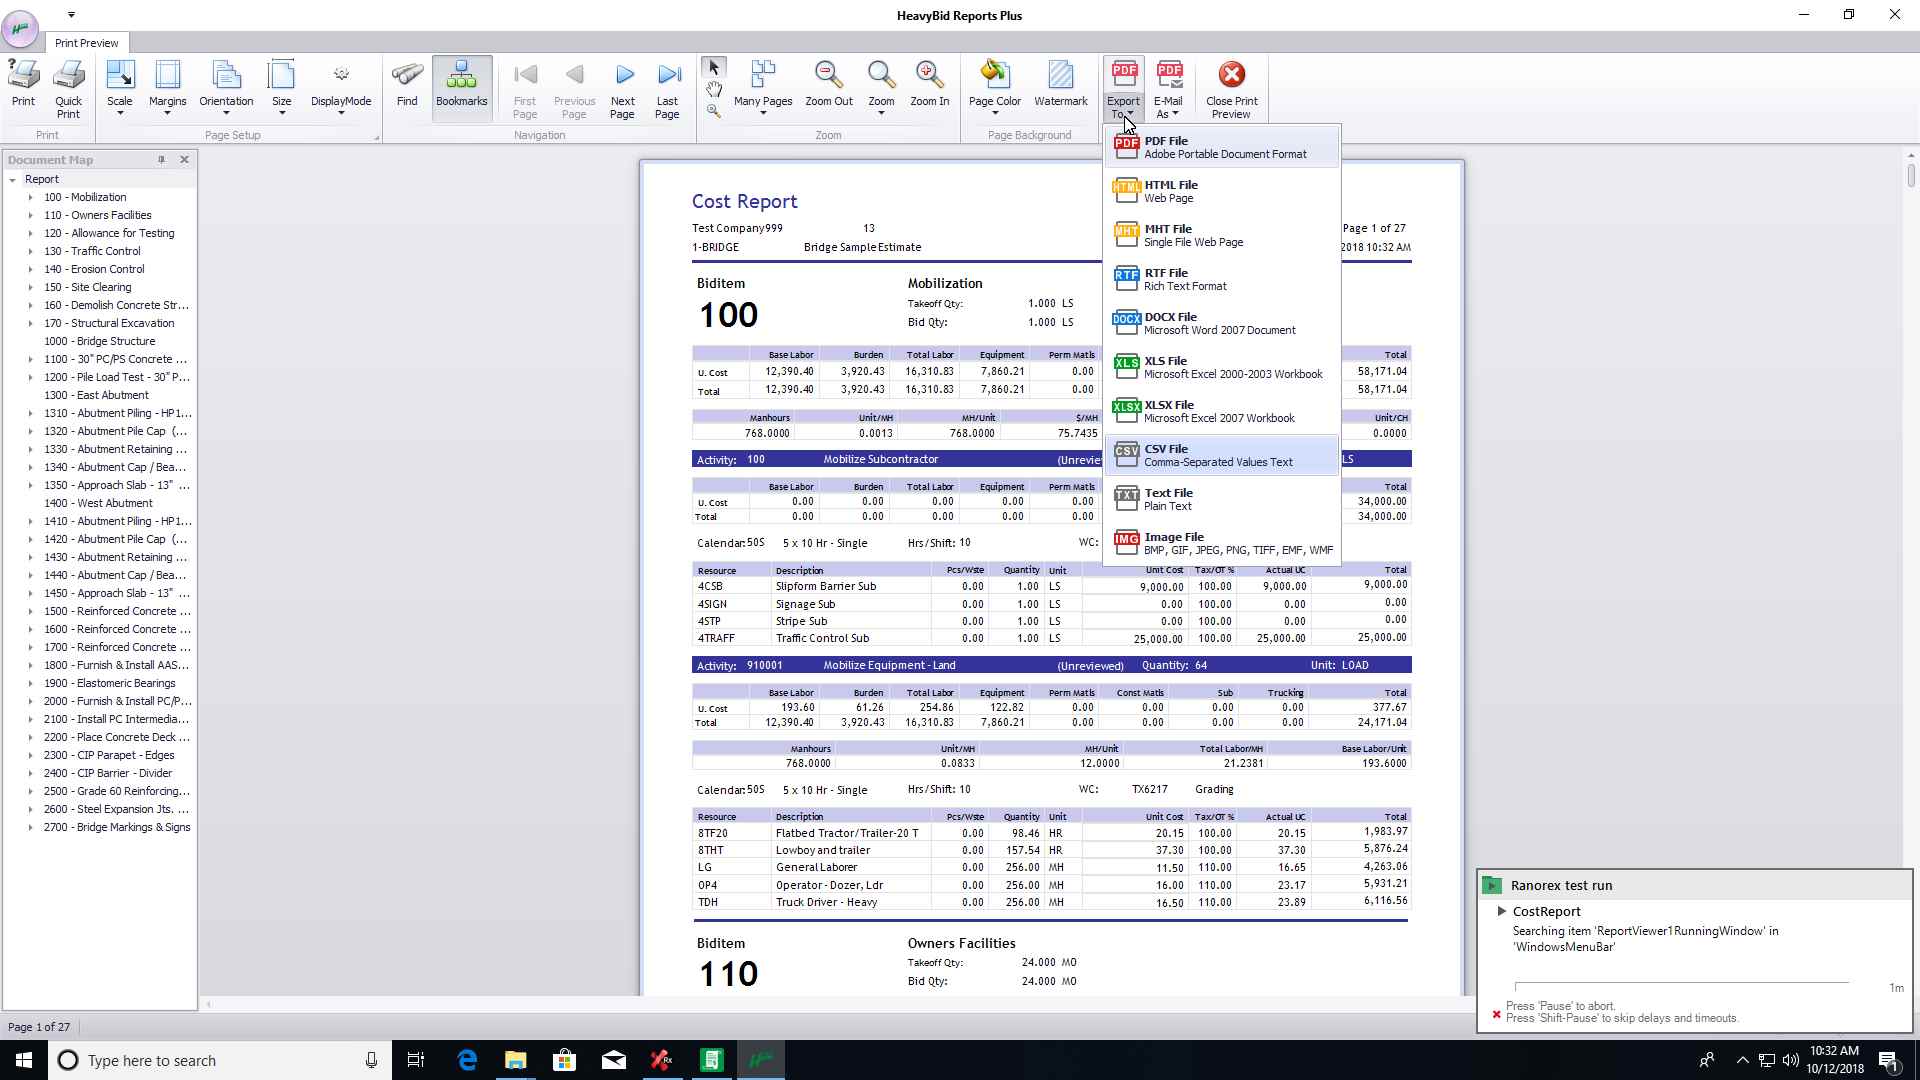 HeavyBid Reports Plus
Print Preview
Print
Quick Print
Scale
Margins
Orientation
Size
DisplayMode
Find
Bookmarks
First Page
Previous Page
Next Page
Last Page
Many Pages
Zoom Out
Zoom
Zoom In
Page Color
Watermark
Export To
E-Mail As
Close Print Preview
Print
Page Setup
Navigation
Zoom
Page Background
Document Map
Report
100 - Mobilization
110 - Owners Facilities
120 - Allowance for Testing
130 - Traffic Control
140 - Erosion Control
150 - Site Clearing
160 - Demolish Concrete Str...
170 - Structural Excavation
1000 - Bridge Structure
1100 - 30" PC/PS Concrete ...
1200 - Pile Load Test - 30" P...
1300 - East Abutment
1310 - Abutment Piling - HP1...
1320 - Abutment Pile Cap (...
1330 - Abutment Retaining ...
1340 - Abutment Cap / Bea...
1350 - Approach Slab - 13" ...
1400 - West Abutment
1410 - Abutment Piling - HP1...
1420 - Abutment Pile Cap (...
1430 - Abutment Retaining ...
1440 - Abutment Cap / Bea...
1450 - Approach Slab - 13" ...
1500 - Reinforced Concrete ...
1600 - Reinforced Concrete ...
1700 - Reinforced Concrete ...
1800 - Furnish & Install AAS...
1900 - Elastomeric Bearings
2000 - Furnish & Install PC/P...
2100 - Install PC Intermedia...
2200 - Place Concrete Deck ...
2300 - CIP Parapet - Edges
2400 - CIP Barrier - Divider
2500 - Grade 60 Reinforcing...
2600 - Steel Expansion Jts. ...
2700 - Bridge Markings & Signs
PDF File
Adobe Portable Document Format
HTML File
Web Page
MHT File
Single File Web Page
RTF File
Rich Text Format
DOCX File
Microsoft Word 2007 Document
XLS File
Microsoft Excel 2000-2003 Workbook
XLSX File
Microsoft Excel 2007 Workbook
CSV File
Comma-Separated Values Text
Text File
Plain Text
Image File
BMP, GIF, JPEG, PNG, TIFF, EMF, WMF
Cost Report
Test Company999 13 Page 1 of 27
1-BRIDGE Bridge Sample Estimate 2018 10:32 AM
Biditem Mobilization
100 Takeoff Qty: 1.000 LS
Bid Qty: 1.000 LS
Base Labor Burden Total Labor Equipment Perm Matls Total
U. Cost 12,390.40 3,920.43 16,310.83 7,860.21 0.00 58,171.04
Total 12,390.40 3,920.43 16,310.83 7,860.21 0.00 58,171.04
Manhours Unit/MH MH/Unit $/MH Unit/CH
768.0000 0.0013 768.0000 75.7435 0.0000
Activity: 100 Mobilize Subcontractor (Unrevie LS
Base Labor Burden Total Labor Equipment Perm Matls Total
U. Cost 0.00 0.00 0.00 0.00 0.00 34,000.00
Total 0.00 0.00 0.00 0.00 0.00 34,000.00
Calendar: 50S 5 x 10 Hr - Single Hrs/Shift: 10 WC:
Resource Description Pcs/Wste Quantity Unit Unit Cost Tax/OT % Actual UC Total
4CSB Slipform Barrier Sub 0.00 1.00 LS 9,000.00 100.00 9,000.00 9,000.00
4SIGN Signage Sub 0.00 1.00 LS 0.00 100.00 0.00 0.00
4STP Stripe Sub 0.00 1.00 LS 0.00 100.00 0.00 0.00
4TRAFF Traffic Control Sub 0.00 1.00 LS 25,000.00 100.00 25,000.00 25,000.00
Activity: 910001 Mobilize Equipment - Land (Unreviewed) Quantity: 64 Unit: LOAD
Base Labor Burden Total Labor Equipment Perm Matls Const Matls Sub Trucking Total
U. Cost 193.60 61.26 254.86 122.82 0.00 0.00 0.00 0.00 377.67
Total 12,390.40 3,920.43 16,310.83 7,860.21 0.00 0.00 0.00 0.00 24,171.04
Manhours Unit/MH MH/Unit Total Labor/MH Base Labor/Unit
768.0000 0.0833 12.0000 21.2381 193.6000
Calendar: 50S 5 x 10 Hr - Single Hrs/Shift: 10 WC: TX6217 Grading
Resource Description Pcs/Wste Quantity Unit Unit Cost Tax/OT % Actual UC Total
8TF20 Flatbed Tractor/Trailer-20 T 0.00 98.46 HR 20.15 100.00 20.15 1,983.97
8THT Lowboy and trailer 0.00 157.54 HR 37.30 100.00 37.30 5,876.24
LG General Laborer 0.00 256.00 MH 11.50 110.00 16.65 4,263.06
OP4 Operator - Dozer, Ldr 0.00 256.00 MH 16.00 110.00 23.17 5,931.21
TDH Truck Driver - Heavy 0.00 256.00 MH 16.50 110.00 23.89 6,116.56
Biditem Owners Facilities
110 Takeoff Qty: 24.000 MO
Bid Qty: 24.000 MO
Ranorex test run
CostReport
Searching item 'ReportViewer1RunningWindow' in
'WindowsMenuBar'
1m
Press 'Pause' to abort.
Press 'Shift-Pause' to skip delays and timeouts.
Page 1 of 27
Type here to search
10:32 AM
10/12/2018